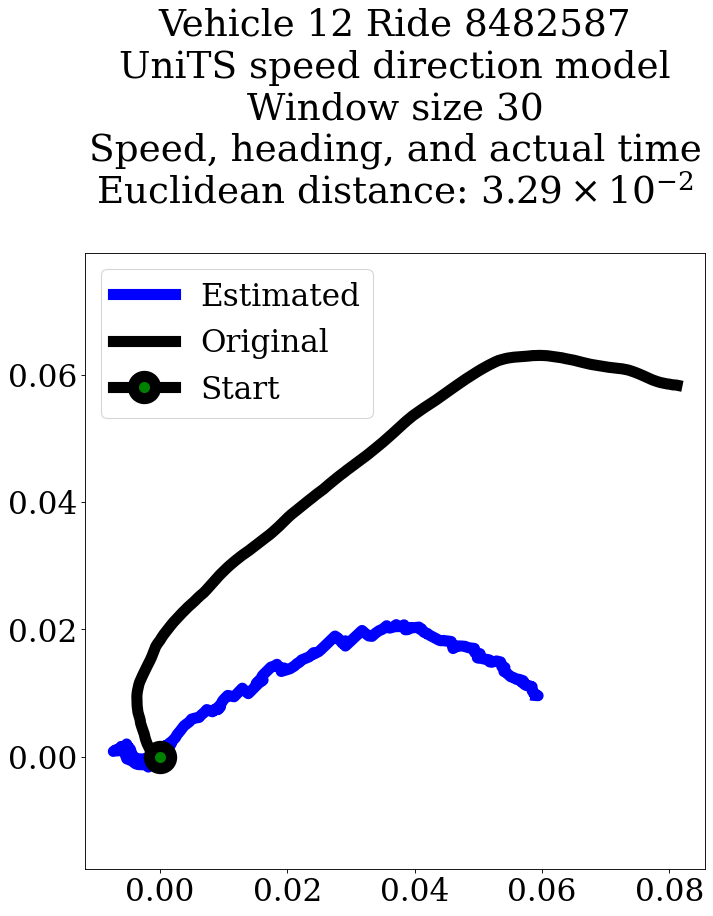 Vehicle 12 Ride 8482587
UniTS speed direction model
Window size 30
Speed, heading, and actual time
Euclidean distance: 3.29 × 10⁻²
Estimated
Original
Start
0.06
0.04
0.02
0.00
0.00 0.02 0.04 0.06 0.08